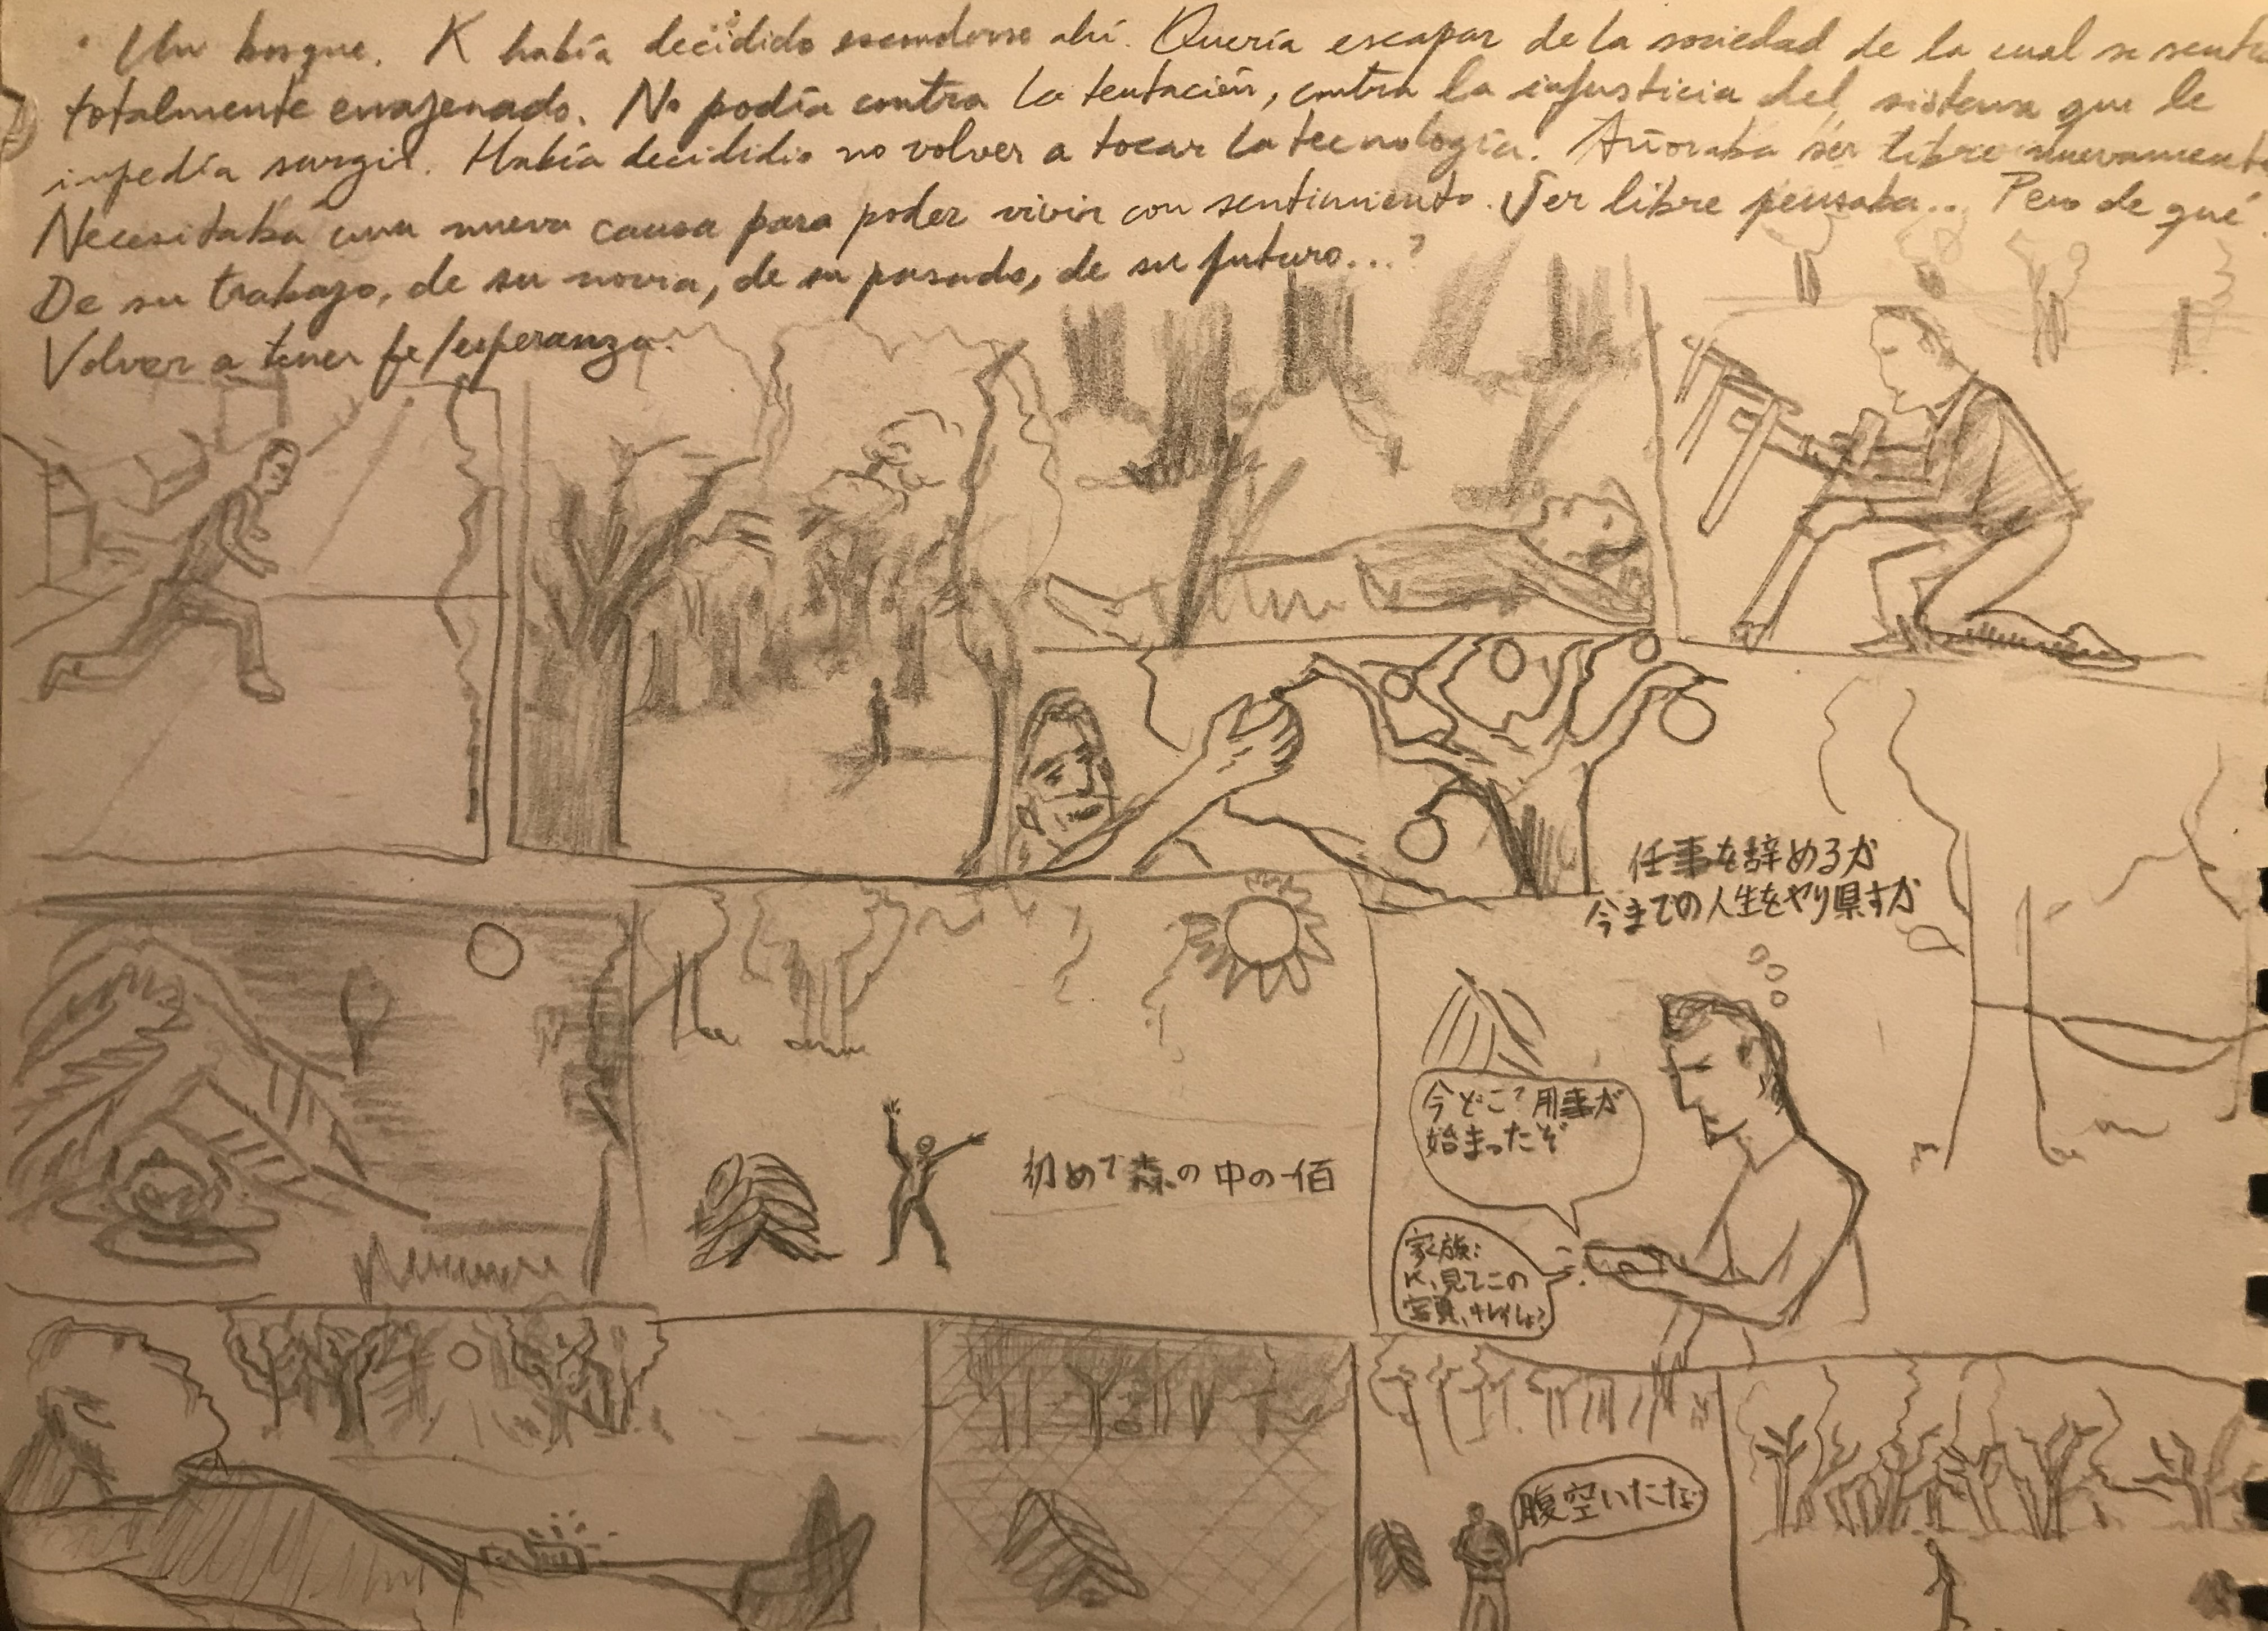 Un bosque. K había decidido esconderse ahí. Quería escapar de la sociedad de la cual se sentía
totalmente enajenado. No podía contra la tentación, contra la injusticia del sistema que le
impedía surgir. Había decididio no volver a tocar la tecnología. Añoraba ser libre nuevamente
Necesitaba una nueva causa para poder vivir con sentimiento. Ser libre pensaba... Pero de qué
De su trabajo, de su novia, de su pasado, de su futuro...?
Volver a tener fe/esperanza.
任事を辞めるか
今までの人生をやり県すか
今どこ?用事が
始まったぞ
初めて森の中の一佰
家族:
K、見てこの
写真、キレイしょ?
腹空いたな